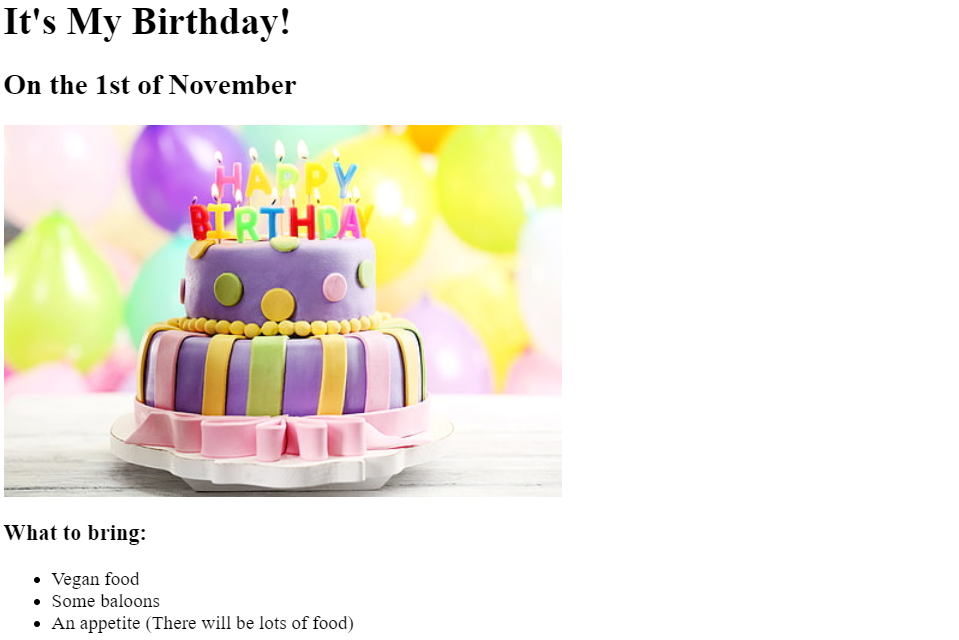 It's My Birthday!
On the 1st of November
HAPPY
BIRTHDAY
What to bring:
Vegan food
Some baloons
An appetite (There will be lots of food)